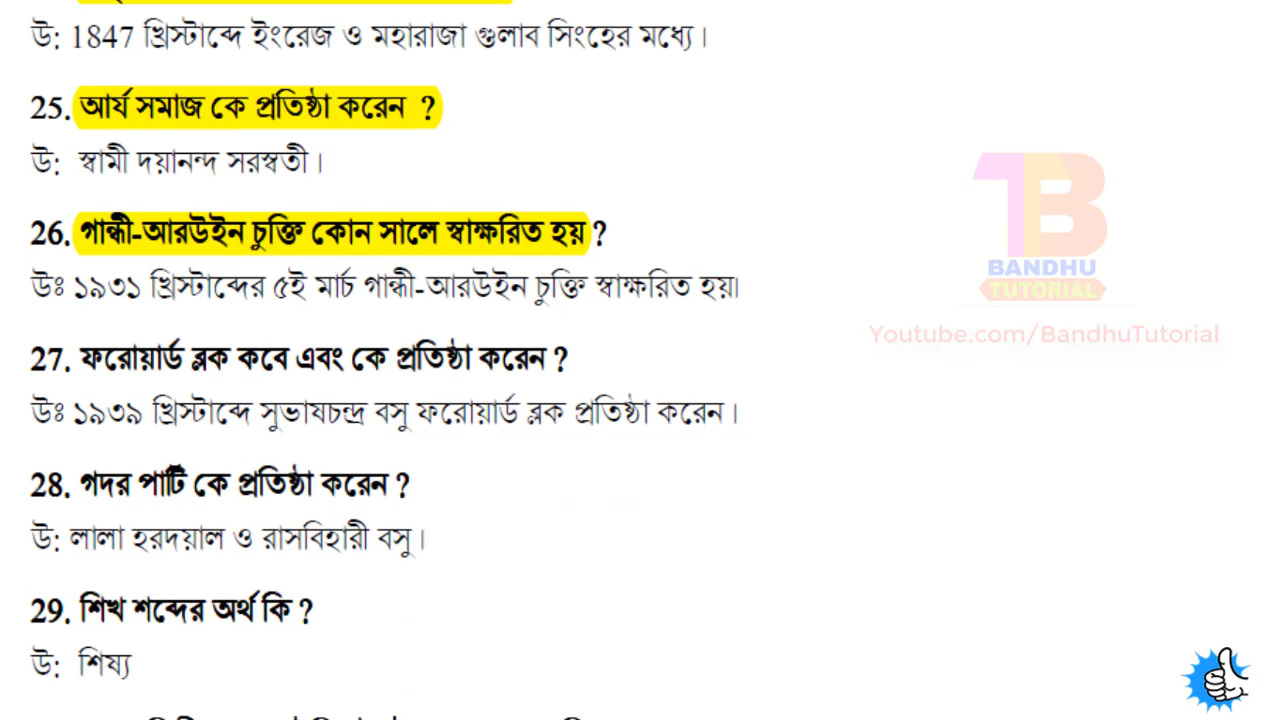 উ: 1847 খ্রিস্টাব্দে ইংরেজ ও মহারাজা গুলাব সিংহের মধ্যে।
25. আর্য সমাজ কে প্রতিষ্ঠা করেন ?
উ: স্বামী দয়ানন্দ সরস্বতী।
26. গান্ধী-আরউইন চুক্তি কোন সালে স্বাক্ষরিত হয় ?
উঃ ১৯৩১ খ্রিস্টাব্দের ৫ই মার্চ গান্ধী-আরউইন চুক্তি স্বাক্ষরিত হয়।
27. ফরোয়ার্ড ব্লক কবে এবং কে প্রতিষ্ঠা করেন ?
উঃ ১৯৩৯ খ্রিস্টাব্দে সুভাষচন্দ্র বসু ফরোয়ার্ড ব্লক প্রতিষ্ঠা করেন।
28. গদর পার্টি কে প্রতিষ্ঠা করেন ?
উ: লালা হরদয়াল ও রাসবিহারী বসু।
29. শিখ শব্দের অর্থ কি ?
উ: শিষ্য
TB
BANDHU
TUTORIAL
Youtube.com/BandhuTutorial